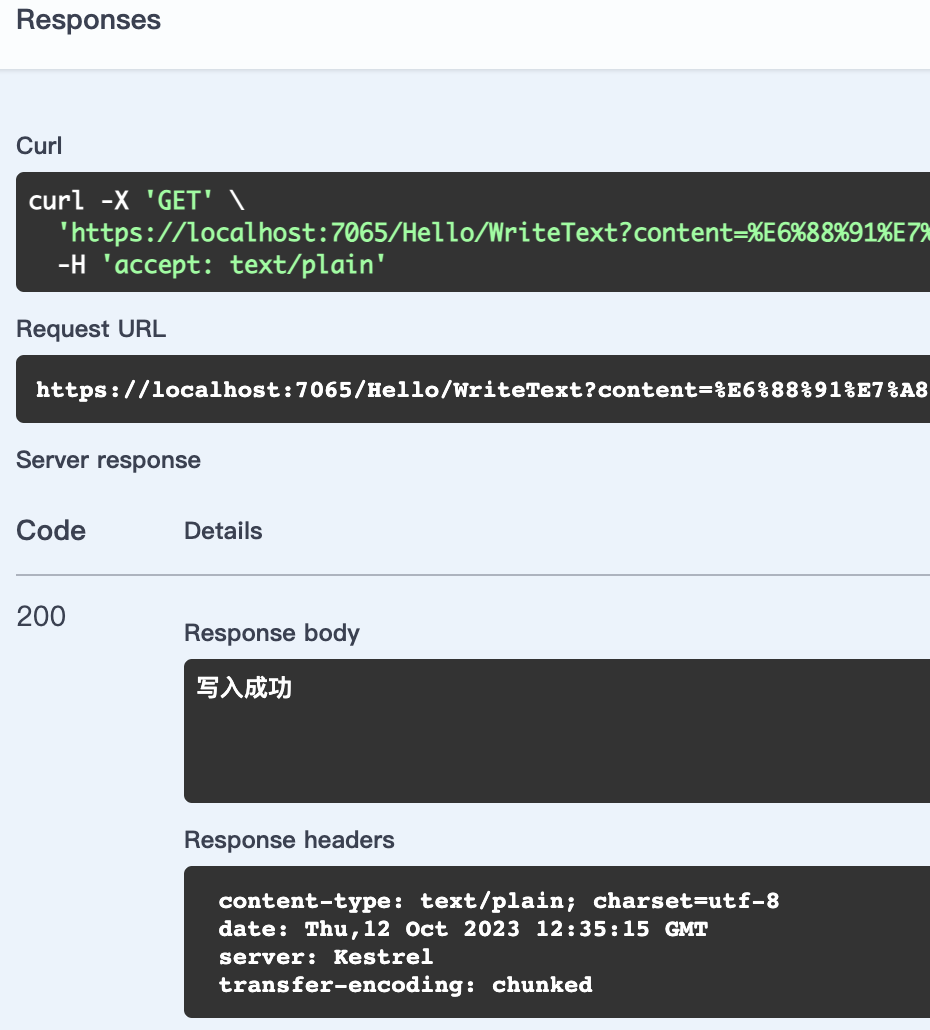 Responses
Curl
curl -X 'GET' \
'https://localhost:7065/Hello/WriteText?content=%E6%88%91%E7%
-H 'accept: text/plain'
Request URL
https://localhost:7065/Hello/WriteText?content=%E6%88%91%E7%A8
Server response
Code Details
200
Response body
写入成功
Response headers
content-type: text/plain; charset=utf-8
date: Thu,12 Oct 2023 12:35:15 GMT
server: Kestrel
transfer-encoding: chunked